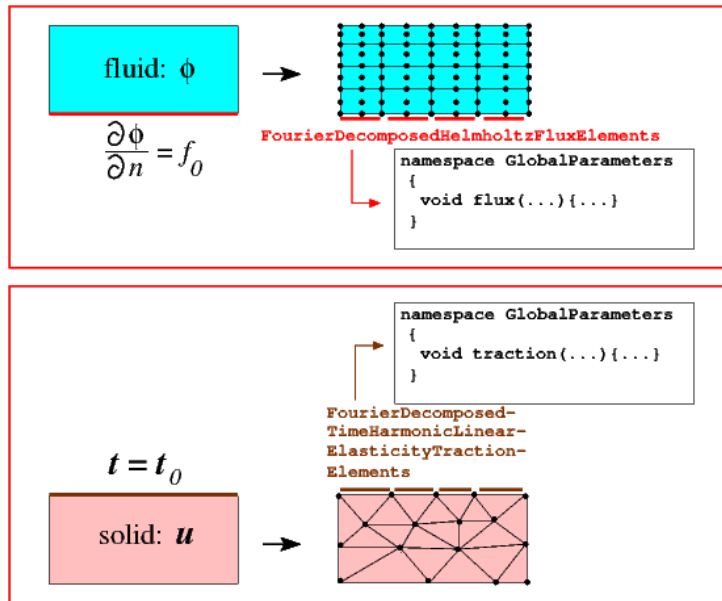 fluid: ϕ
∂ϕ/∂n = f₀
FourierDecomposedHelmholtzFluxElements
namespace GlobalParameters
{
void flux(...){...}
}
namespace GlobalParameters
{
void traction(...){...}
}
FourierDecomposed-
TimeHarmonicLinear-
ElasticityTraction-
Elements
t = t₀
solid: u